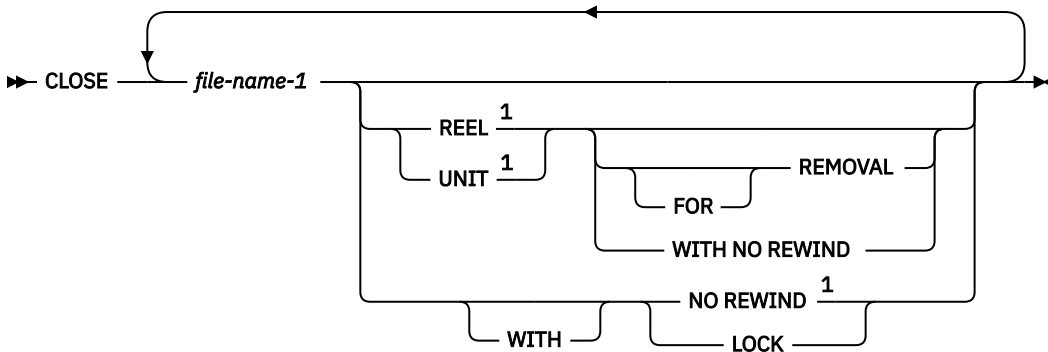 CLOSE file-name-1
REEL 1
UNIT 1
REMOVAL
FOR
WITH NO REWIND
NO REWIND 1
WITH
LOCK